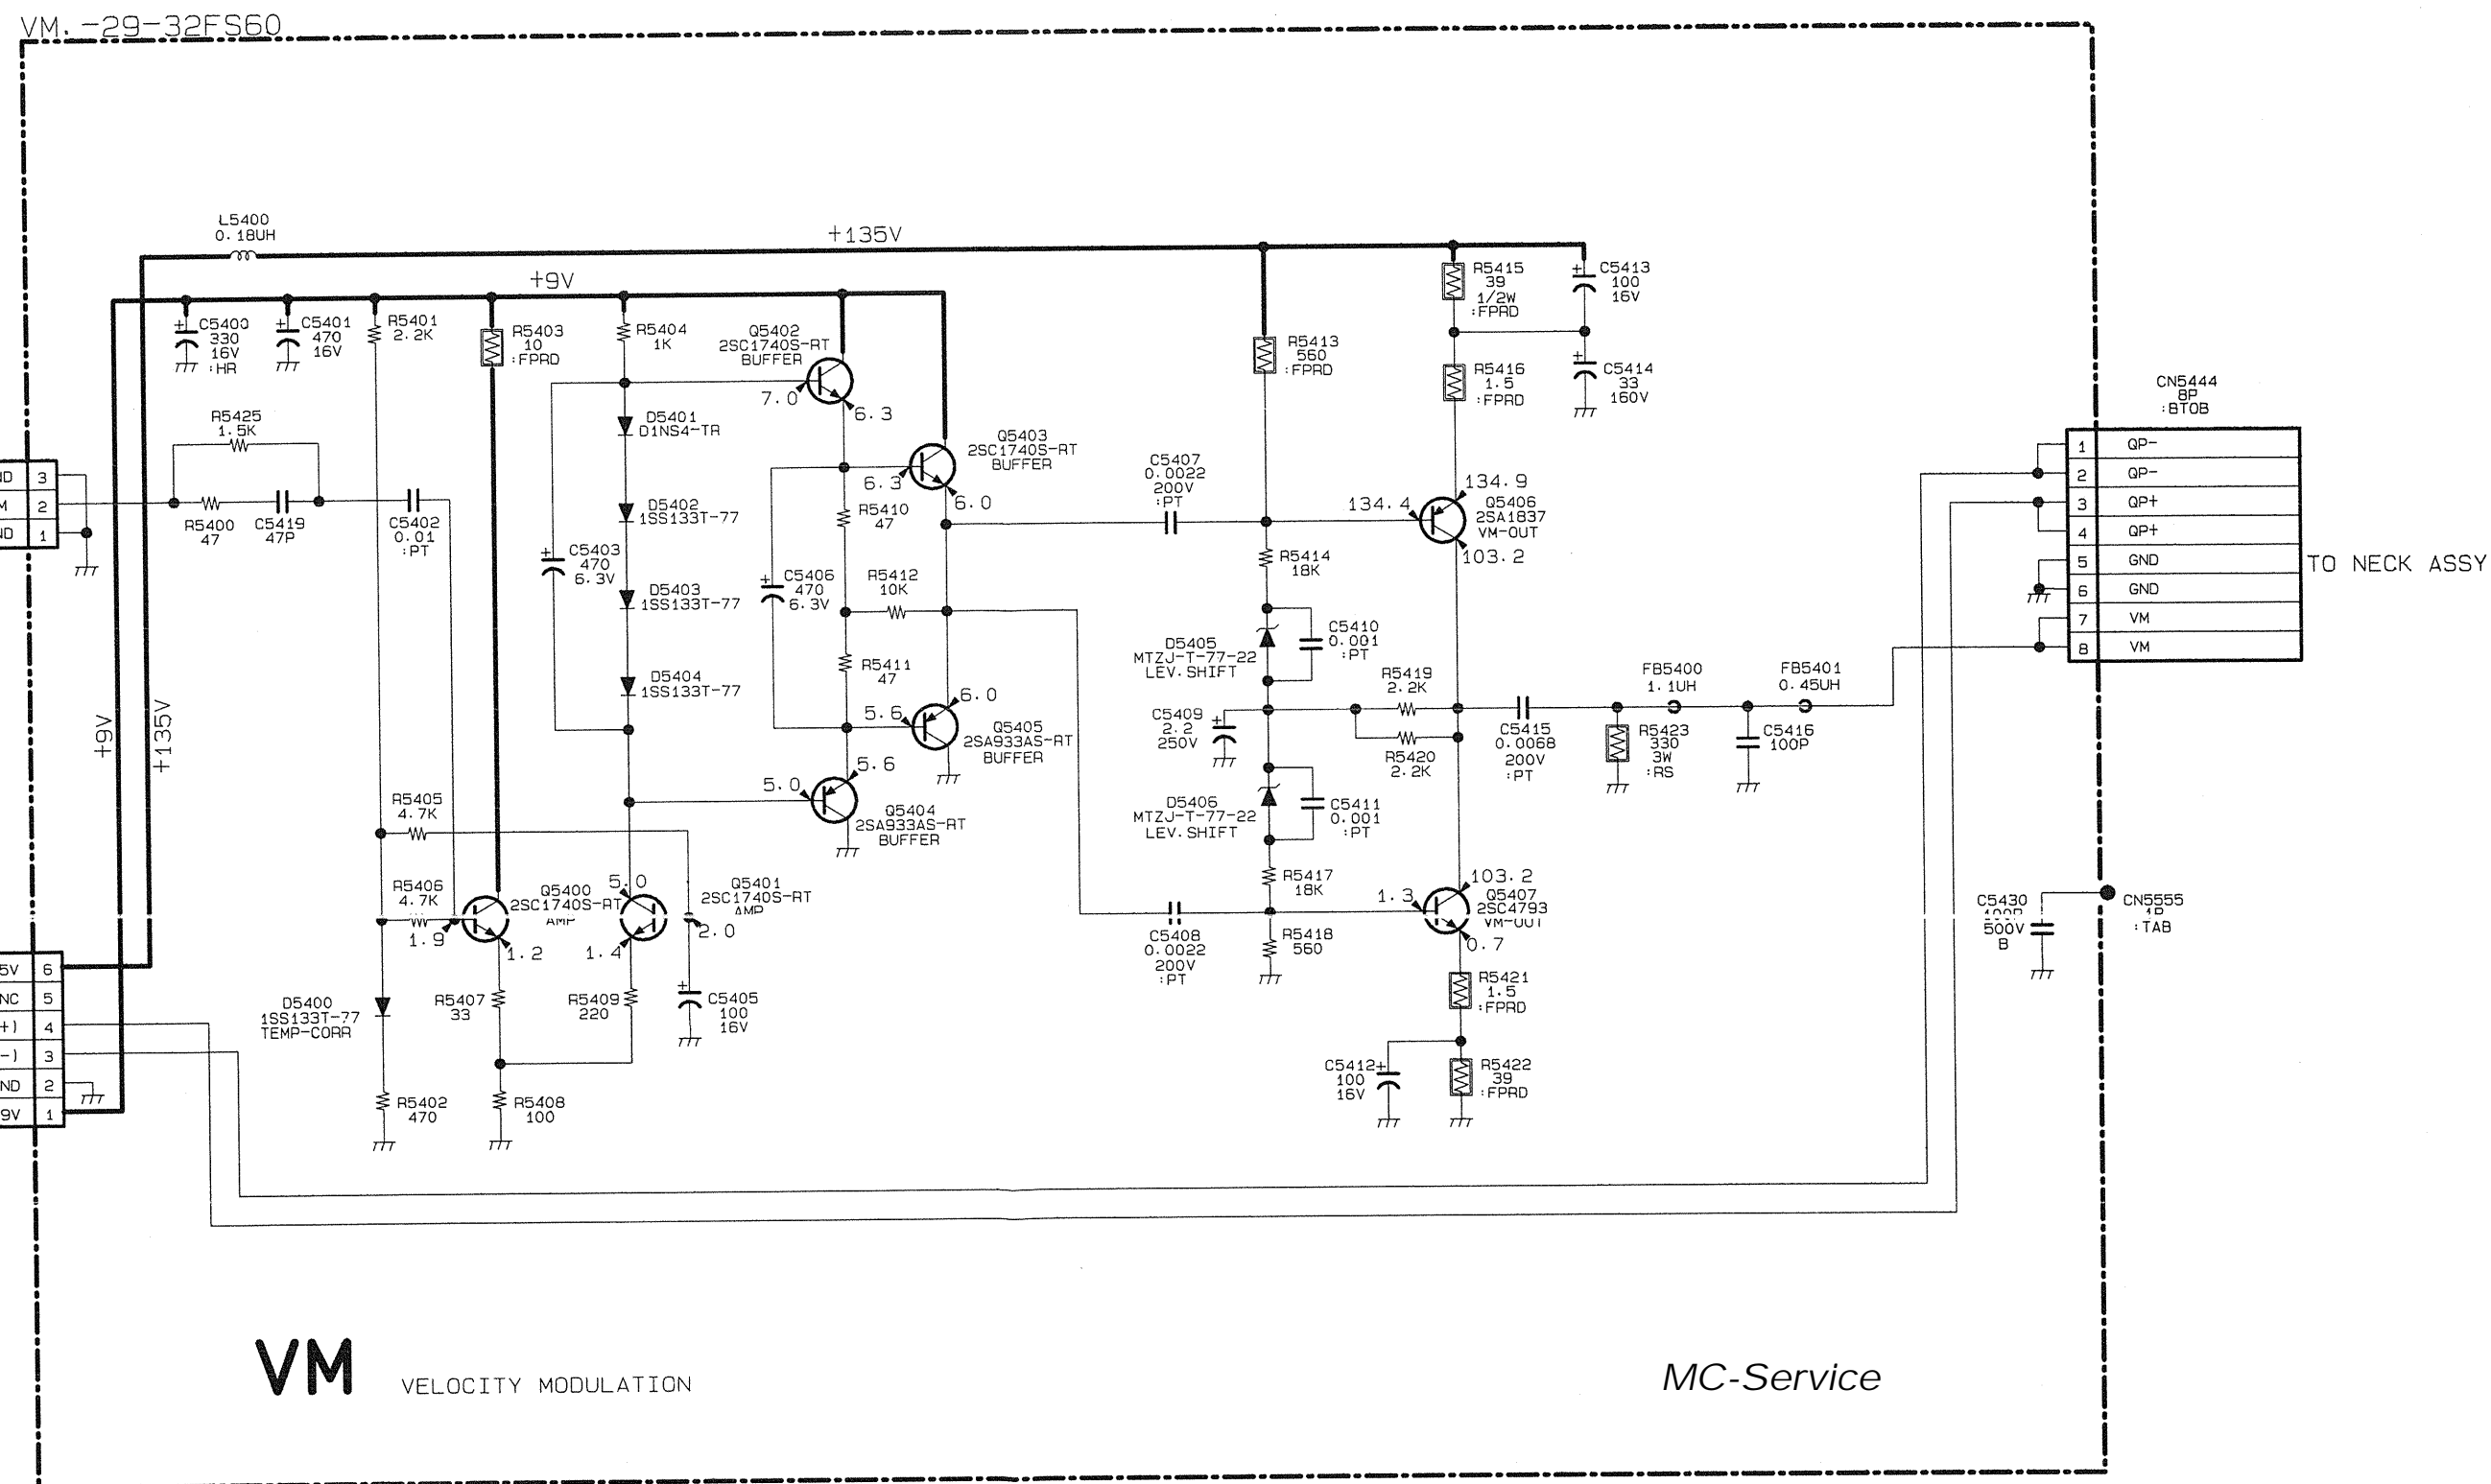 VM.-29-32FS60
L5400
0.18UH
+135V
+9V
C5400
330
16V
:HR
C5401
470
16V
R5401
2.2K
R5403
10
:FPRD
R5404
1K
Q5402
2SC1740S-RT
BUFFER
7.0
6.3
R5425
1.5K
R5400
47
C5419
47P
C5402
0.01
:PT
ND 3
M 2
ND 1
D5401
D1NS4-TR
D5402
1SS133T-77
D5403
1SS133T-77
D5404
1SS133T-77
C5403
470
6.3V
C5406
470
6.3V
Q5403
2SC1740S-RT
BUFFER
6.3
6.0
R5410
47
R5412
10K
R5411
47
5.6
6.0
Q5405
2SA933AS-RT
BUFFER
5.0
5.6
Q5404
2SA933AS-RT
BUFFER
+9V
+135V
R5405
4.7K
R5406
4.7K
1.9
Q5400
2SC1740S-RT
AMP
1.2
5.0
1.4
Q5401
2SC1740S-RT
AMP
2.0
R5407
33
R5409
220
C5405
100
16V
D5400
1SS133T-77
TEMP-CORR
R5402
470
R5408
100
5V 6
NC 5
+) 4
-) 3
ND 2
9V 1
R5413
560
:FPRD
R5415
39
1/2W
:FPRD
C5413
100
16V
R5416
1.5
:FPRD
C5414
33
160V
C5407
0.0022
200V
:PT
134.4
134.9
Q5406
2SA1837
VM-OUT
103.2
R5414
18K
D5405
MTZJ-T-77-22
LEV.SHIFT
C5410
0.001
:PT
C5409
2.2
250V
R5419
2.2K
R5420
2.2K
C5415
0.0068
200V
:PT
R5423
330
3W
:RS
FB5400
1.1UH
C5416
100P
FB5401
0.45UH
D5406
MTZJ-T-77-22
LEV.SHIFT
C5411
0.001
:PT
R5417
18K
C5408
0.0022
200V
:PT
R5418
560
1.3
103.2
Q5407
2SC4793
VM-OUT
0.7
R5421
1.5
:FPRD
C5412
100
16V
R5422
39
:FPRD
CN5444
8P
:BTOB
1 QP-
2 QP-
3 QP+
4 QP+
5 GND
6 GND
7 VM
8 VM
TO NECK ASSY
C5430
500V
B
CN5555
1P
:TAB
VM VELOCITY MODULATION
MC-Service